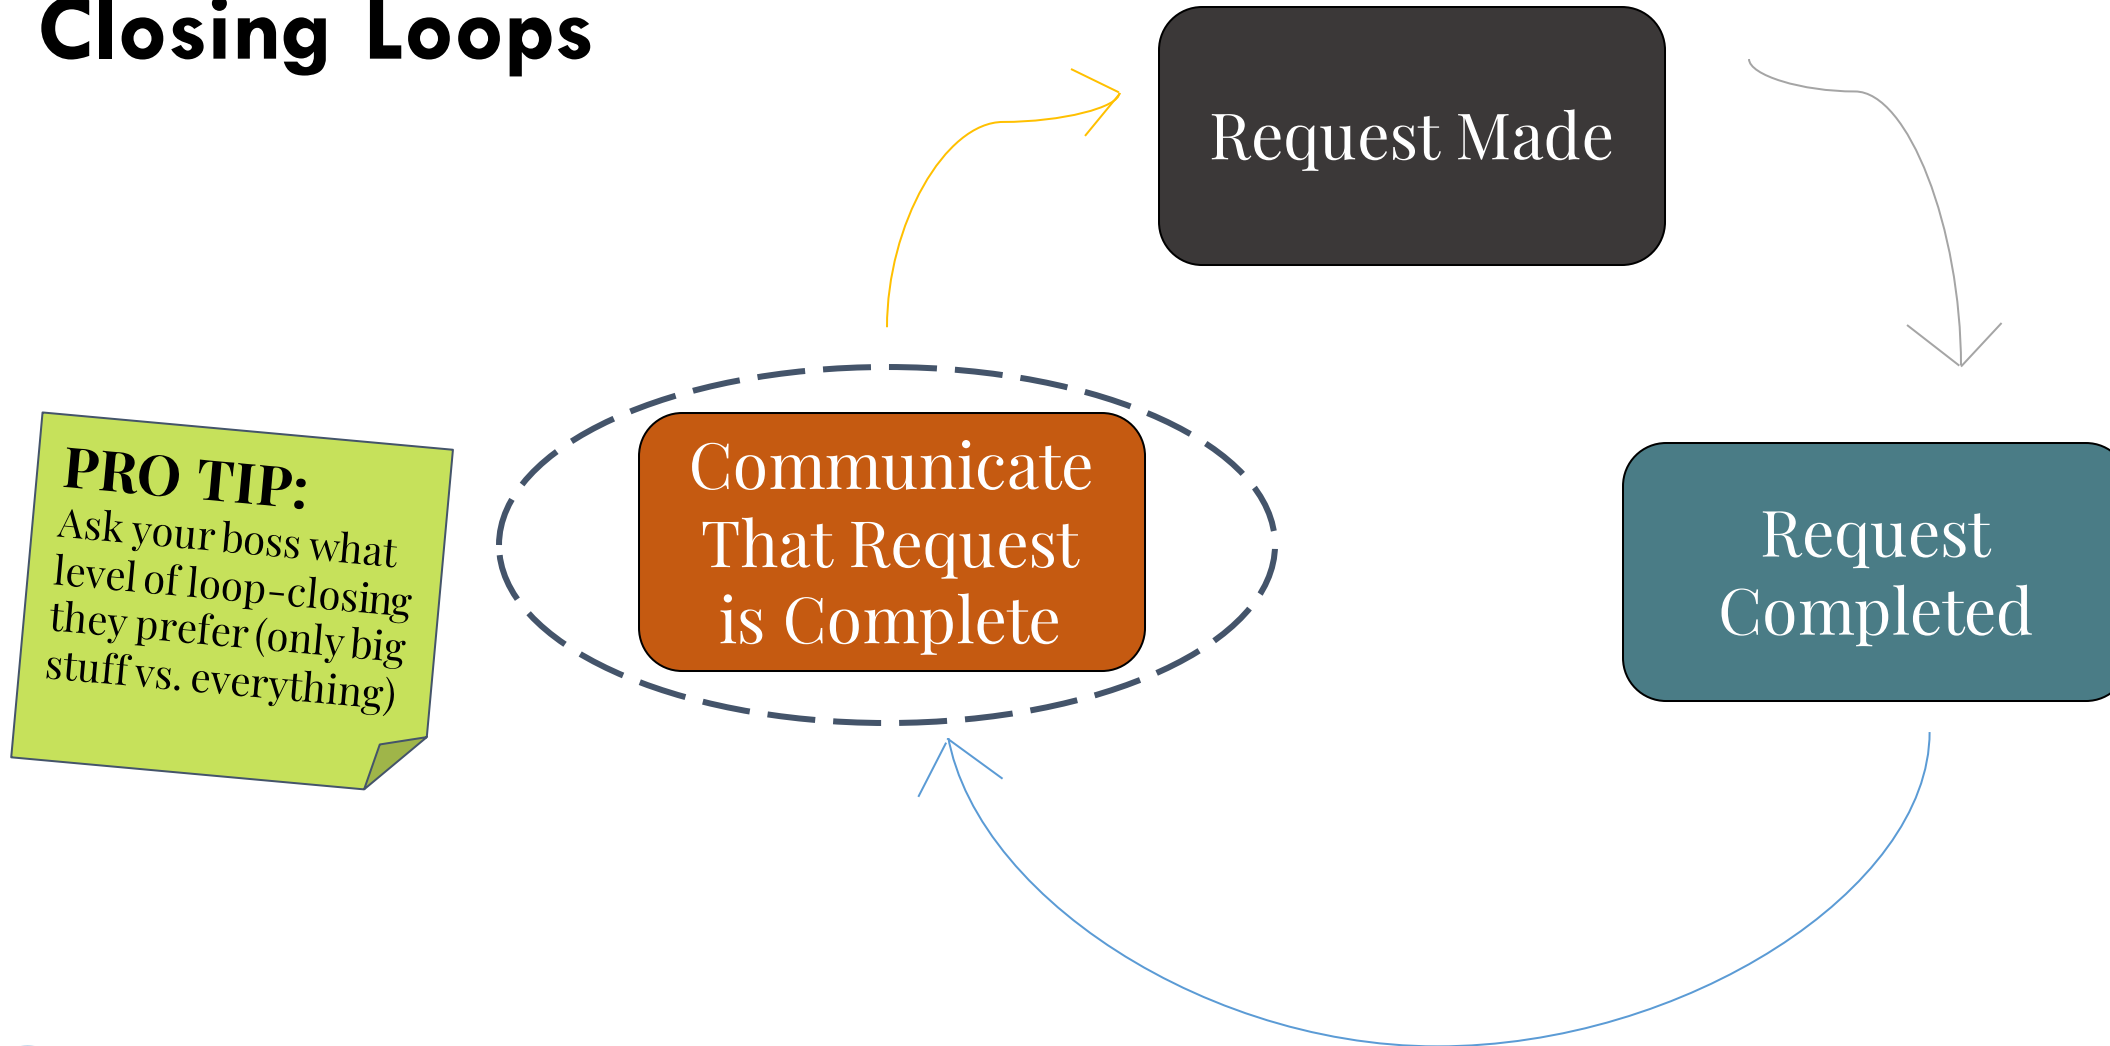 Closing Loops
Request Made
Communicate
That Request
is Complete
Request
Completed
PRO TIP:
Ask your boss what
level of loop-closing
they prefer (only big
stuff vs. everything)